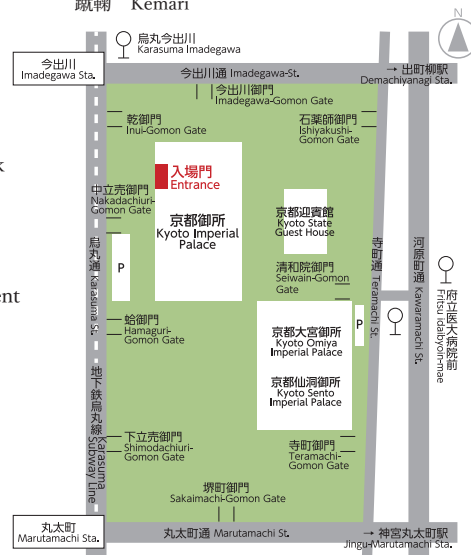 蹴鞠 Kemari
N
烏丸今出川
Karasuma Imadegawa
今出川
Imadegawa Sta.
今出川通 Imadegawa-St.
→ 出町柳駅
Demachiyanagi Sta.
今出川御門
Imadegawa-Gomon Gate
乾御門
Inui-Gomon Gate
石薬師御門
Ishiyakushi-
Gomon Gate
k
入場門
Entrance
中立売御門
Nakadachiuri-
Gomon Gate
京都御所
Kyoto Imperial
Palace
京都迎賓館
Kyoto State
Guest House
烏丸通 Karasuma St.
P
清和院御門
Seiwain-Gomon
Gate
寺町通 Teramachi St.
河原町通 Kawaramachi St.
府立医大病院前
Fritsu idaibyoin-mae
ent
蛤御門
Hamaguri-
Gomon Gate
京都大宮御所
Kyoto Omiya
Imperial Palace
P
京都仙洞御所
Kyoto Sento
Imperial Palace
地下鉄烏丸線
Karasuma
Subway Line
下立売御門
Shimodachiuri-
Gomon Gate
寺町御門
Teramachi-
Gomon Gate
堺町御門
Sakaimachi-Gomon Gate
丸太町
Marutamachi Sta.
丸太町通 Marutamachi St.
→ 神宮丸太町駅
Jingu-Marutamachi Sta.